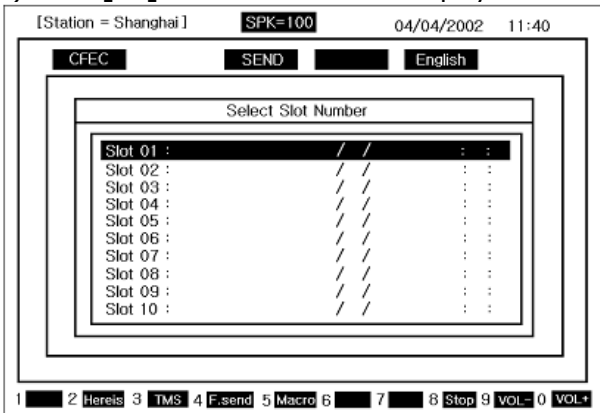 [Station = Shanghai] SPK=100 04/04/2002 11:40
CFEC SEND English
Select Slot Number
Slot 01 : / / : :
Slot 02 : / / : :
Slot 03 : / / : :
Slot 04 : / / : :
Slot 05 : / / : :
Slot 06 : / / : :
Slot 07 : / / : :
Slot 08 : / / : :
Slot 09 : / / : :
Slot 10 : / / : :
1 2 Hereis 3 TMS 4 F.send 5 Macro 6 7 8 Stop 9 VOL- 0 VOL+